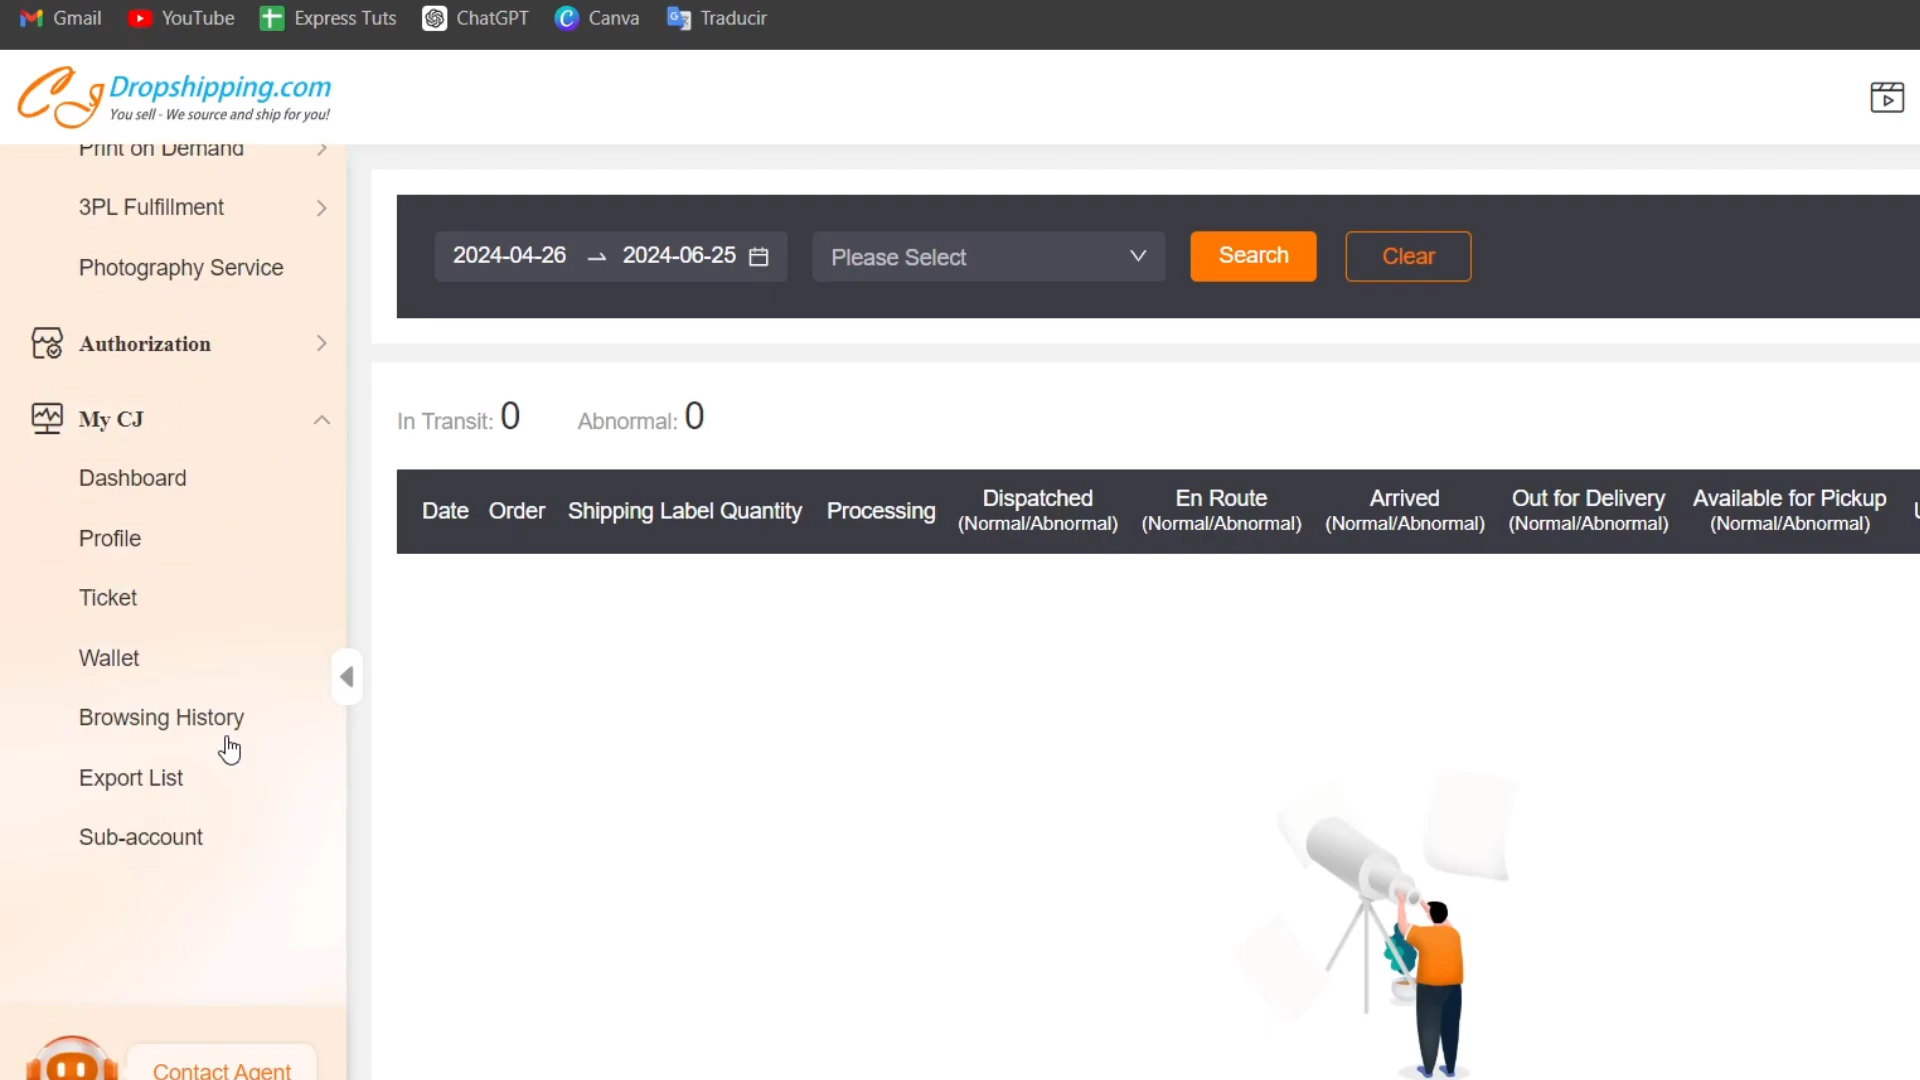 Gmail YouTube Express Tuts ChatGPT Canva Traducir
CJ Dropshipping.com
You sell - We source and ship for you!
Print on Demand
3PL Fulfillment
Photography Service
Authorization
My CJ
Dashboard
Profile
Ticket
Wallet
Browsing History
Export List
Sub-account
Contact Agent
2024-04-26 → 2024-06-25 Please Select Search Clear
In Transit: 0 Abnormal: 0
Date Order Shipping Label Quantity Processing Dispatched En Route Arrived Out for Delivery Available for Pickup
(Normal/Abnormal) (Normal/Abnormal) (Normal/Abnormal) (Normal/Abnormal) (Normal/Abnormal)